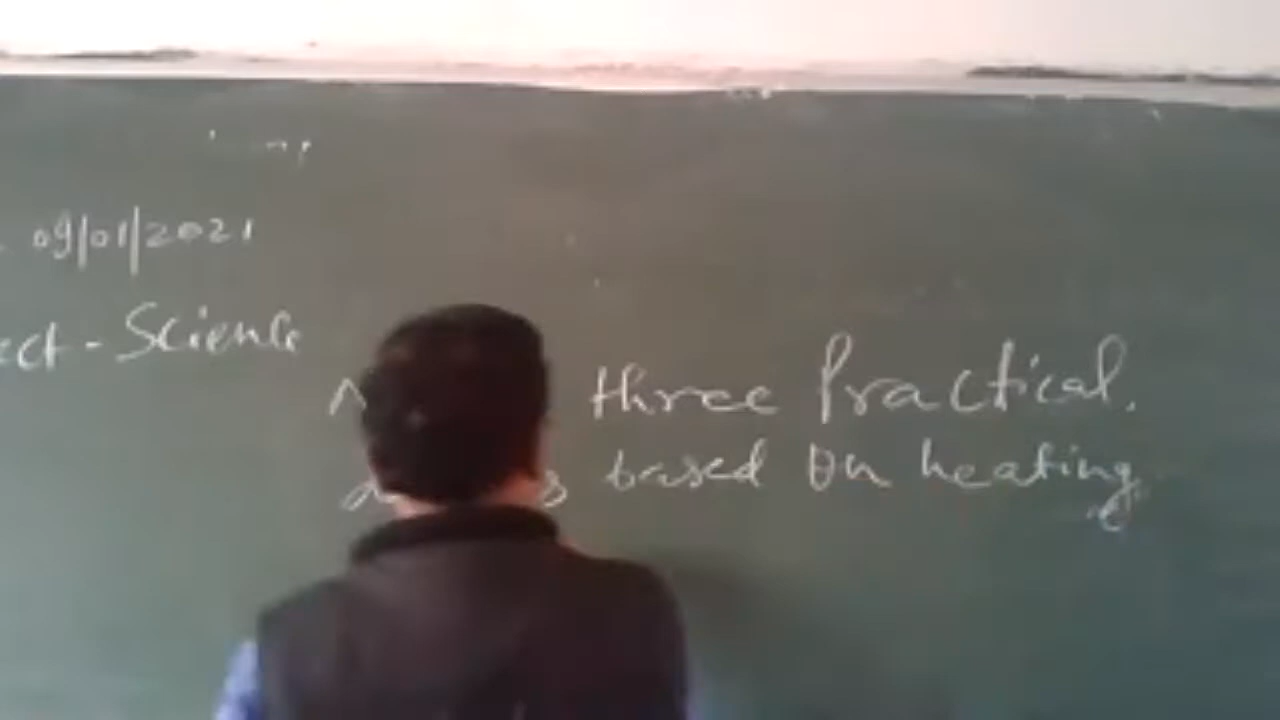 09/01/2021
ect - Science
three Practical.
based on heating